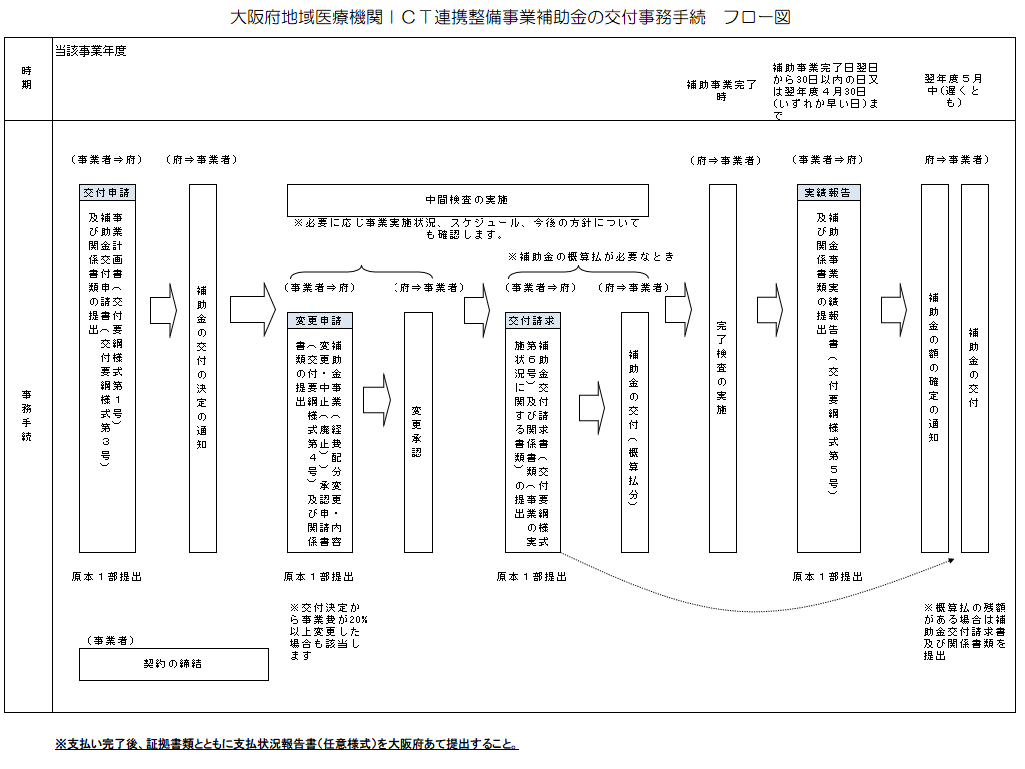 大阪府地域医療機関ＩＣＴ連携整備事業補助金の交付事務手続　フロー図
時期
当該事業年度
補助事業完了
時
補助事業完了日翌日
から30日以内の日又
は翌年度４月30日
(いずれか早い日)ま
で
翌年度５月
中(遅くと
も)
事務手続
(事業者⇒府)
交付申請
事業計画書(交付要綱様式第１号)
補助金交付申請書(交付要綱様式第３号)
及び関係書類の提出
原本１部提出
(府⇒事業者)
補助金の交付の決定の通知
中間検査の実施
※必要に応じ事業実施状況、スケジュール、今後の方針について
も確認します。
(事業者⇒府)
変更申請
補助金事業(経費配分変更・内容
変更・中止(廃止))承認申請書
(交付要綱様式第４号)及び関係
書類の提出
原本１部提出
※交付決定か
ら事業費が20%
以上変更した
場合も該当し
ます
(府⇒事業者)
変更承認
※補助金の概算払が必要なとき
(事業者⇒府)
交付請求
補助金交付請求書(交付要綱様式
第６号)及び関係書類(事業の実
施状況に関する書類)の提出
原本１部提出
(府⇒事業者)
補助金の交付(概算払分)
(府⇒事業者)
完了検査の実施
(事業者⇒府)
実績報告
補助金事業実績報告書(交付要綱様式第５号)
及び関係書類の提出
原本１部提出
府⇒事業者)
補助金の額の確定の通知
補助金の交付
※概算払の残額
がある場合は補
助金交付請求書
及び関係書類を
提出
(事業者)
契約の締結
※支払い完了後、証拠書類とともに支払状況報告書(任意様式)を大阪府あて提出すること。